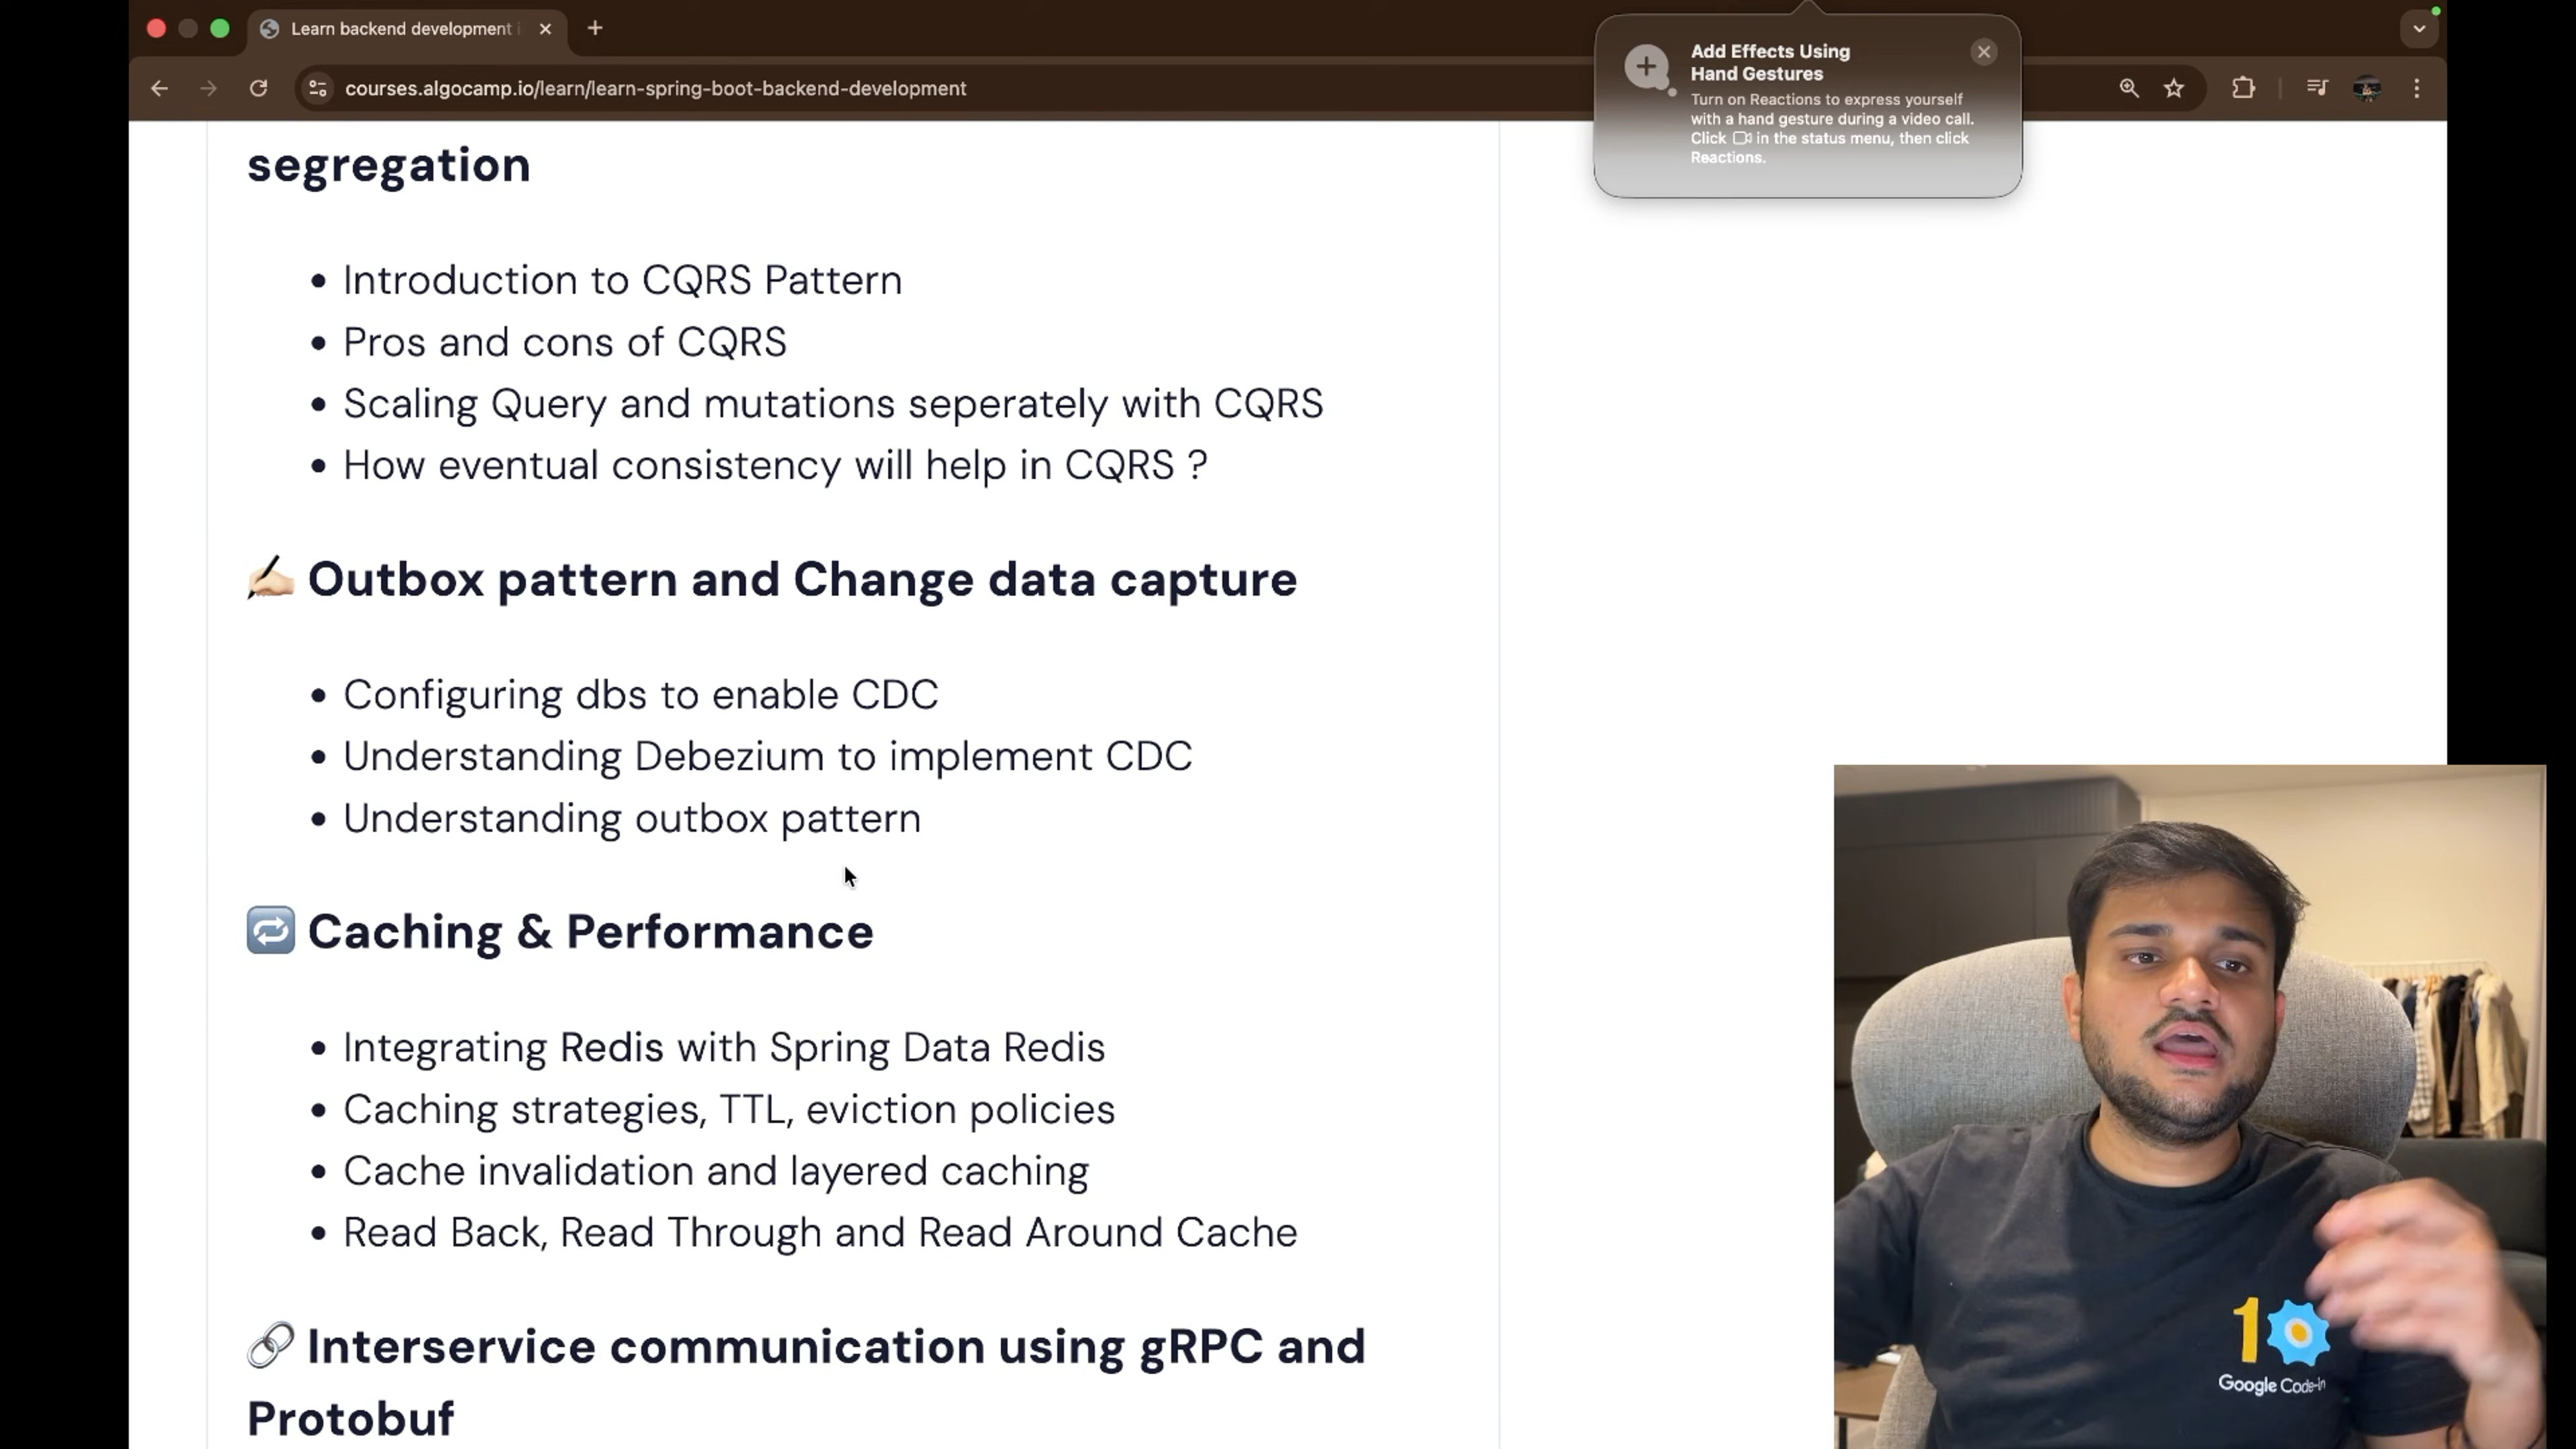 Learn backend development i
courses.algocamp.io/learn/learn-spring-boot-backend-development
Add Effects Using
Hand Gestures
Turn on Reactions to express yourself
with a hand gesture during a video call.
Click in the status menu, then click
Reactions.
segregation
• Introduction to CQRS Pattern
• Pros and cons of CQRS
• Scaling Query and mutations seperately with CQRS
• How eventual consistency will help in CQRS ?
✍🏻 Outbox pattern and Change data capture
• Configuring dbs to enable CDC
• Understanding Debezium to implement CDC
• Understanding outbox pattern
🔁 Caching & Performance
• Integrating Redis with Spring Data Redis
• Caching strategies, TTL, eviction policies
• Cache invalidation and layered caching
• Read Back, Read Through and Read Around Cache
🔗 Interservice communication using gRPC and
Protobuf
10
Google Code-in